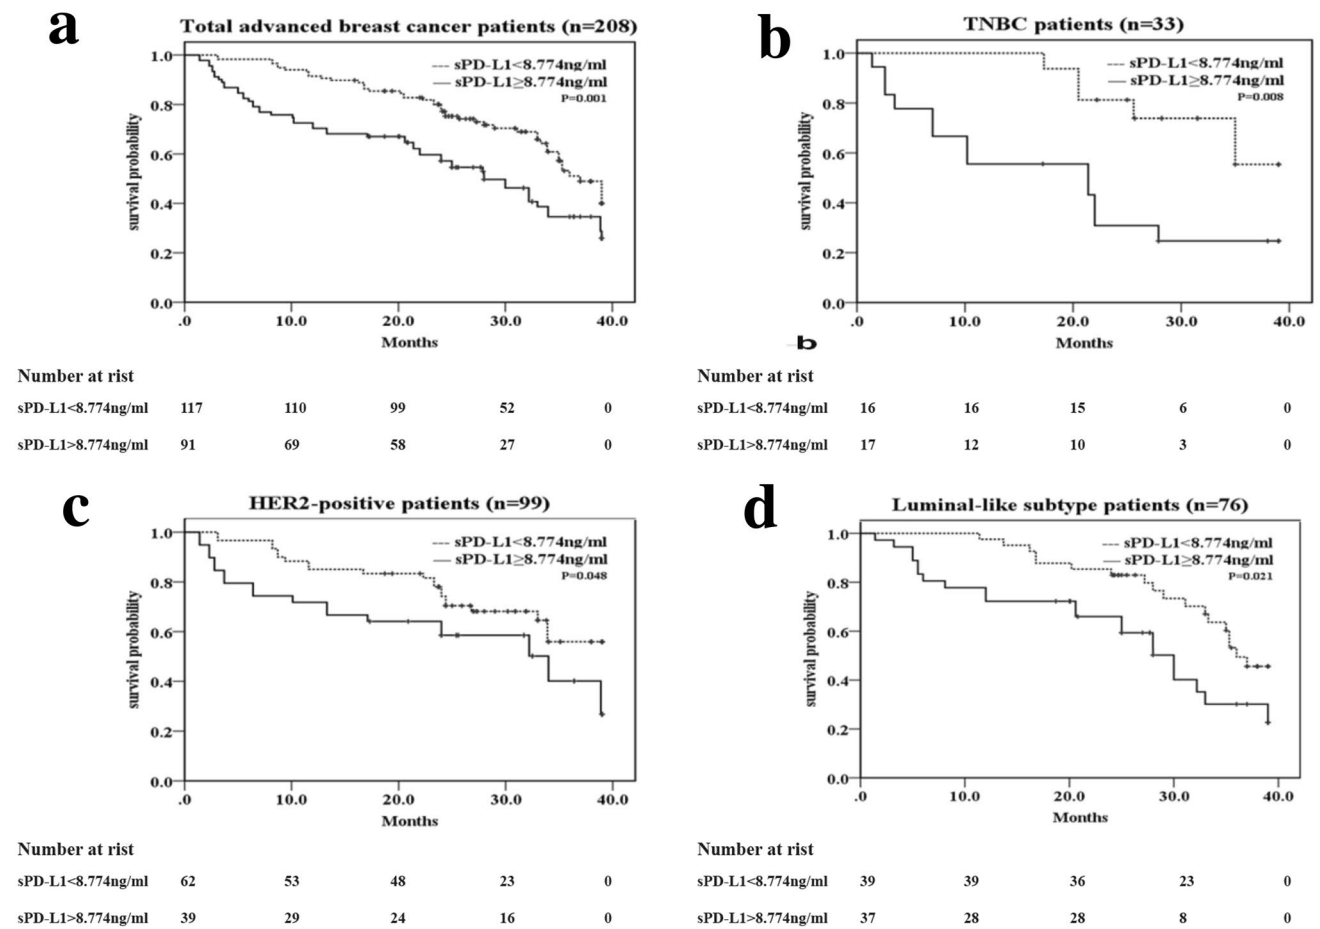 a
Total advanced breast cancer patients (n=208)
sPD-L1<8.774ng/ml
sPD-L1≥8.774ng/ml
P=0.001
survival probability
1.0
0.8
0.6
0.4
0.2
0.0
.0 10.0 20.0 30.0 40.0
Months
Number at rist
sPD-L1<8.774ng/ml 117 110 99 52 0
sPD-L1>8.774ng/ml 91 69 58 27 0
b
TNBC patients (n=33)
sPD-L1<8.774ng/ml
sPD-L1≥8.774ng/ml
P=0.008
survival probability
1.0
0.8
0.6
0.4
0.2
0.0
.0 10.0 20.0 30.0 40.0
Months
Number at rist
sPD-L1<8.774ng/ml 16 16 15 6 0
sPD-L1>8.774ng/ml 17 12 10 3 0
c
HER2-positive patients (n=99)
sPD-L1<8.774ng/ml
sPD-L1≥8.774ng/ml
P=0.048
survival probability
1.0
0.8
0.6
0.4
0.2
0.0
.0 10.0 20.0 30.0 40.0
Months
Number at rist
sPD-L1<8.774ng/ml 62 53 48 23 0
sPD-L1>8.774ng/ml 39 29 24 16 0
d
Luminal-like subtype patients (n=76)
sPD-L1<8.774ng/ml
sPD-L1≥8.774ng/ml
P=0.021
survival probability
1.0
0.8
0.6
0.4
0.2
0.0
.0 10.0 20.0 30.0 40.0
Months
Number at rist
sPD-L1<8.774ng/ml 39 39 36 23 0
sPD-L1>8.774ng/ml 37 28 28 8 0